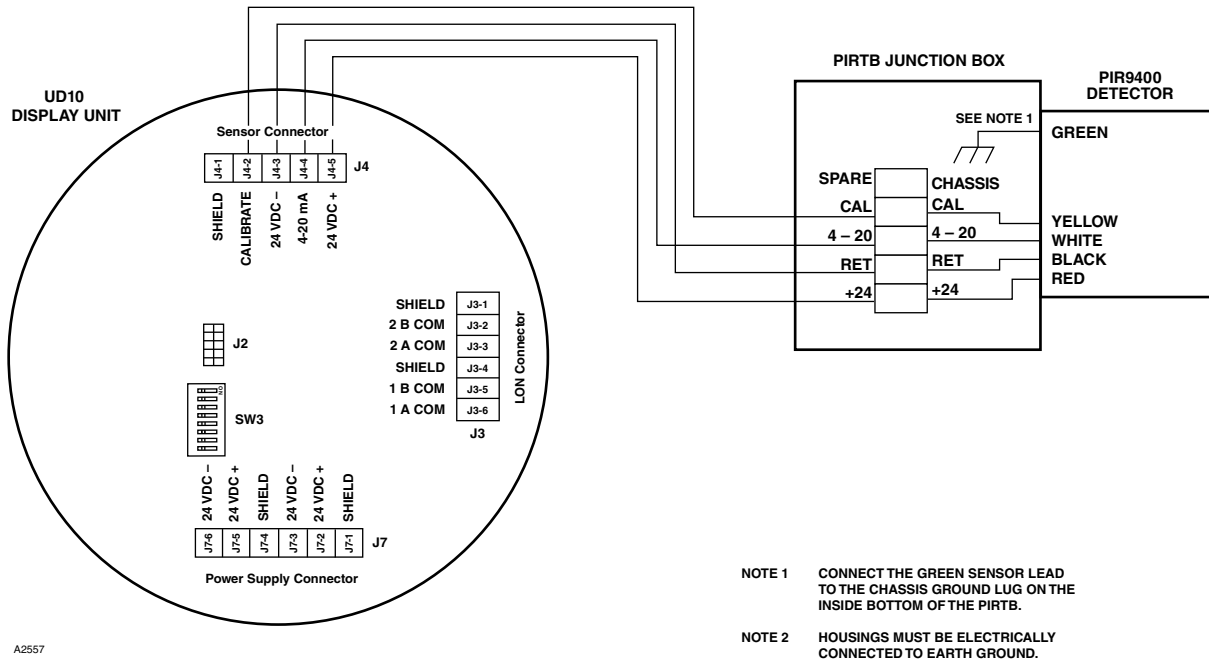 UD10
DISPLAY UNIT
Sensor Connector
J4-1
J4-2
J4-3
J4-4
J4-5
J4
SHIELD
CALIBRATE
24 VDC –
4-20 mA
24 VDC +
J2
SW3
ON
SHIELD
2 B COM
2 A COM
SHIELD
1 B COM
1 A COM
J3-1
J3-2
J3-3
J3-4
J3-5
J3-6
J3
LON Connector
24 VDC –
24 VDC +
SHIELD
24 VDC –
24 VDC +
SHIELD
J7-6
J7-5
J7-4
J7-3
J7-2
J7-1
J7
Power Supply Connector
PIRTB JUNCTION BOX
PIR9400
DETECTOR
SEE NOTE 1
GREEN
SPARE
CHASSIS
CAL
CAL
YELLOW
4 – 20
4 – 20
WHITE
RET
RET
BLACK
+24
+24
RED
NOTE 1 CONNECT THE GREEN SENSOR LEAD
TO THE CHASSIS GROUND LUG ON THE
INSIDE BOTTOM OF THE PIRTB.
NOTE 2 HOUSINGS MUST BE ELECTRICALLY
CONNECTED TO EARTH GROUND.
A2557